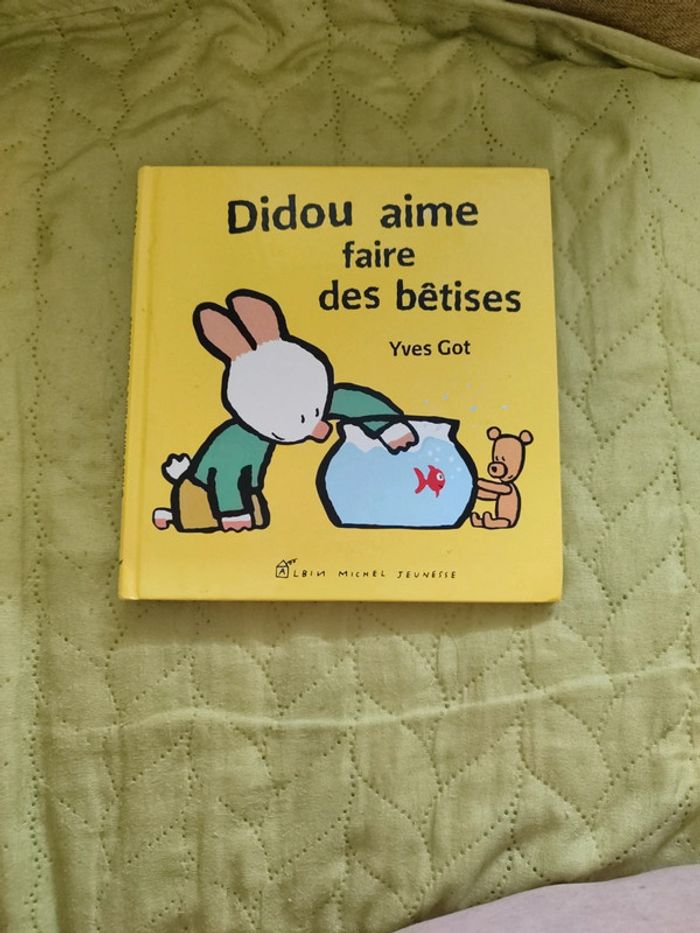 Didou aime
faire
des bêtises
Yves Got
ALBIN MICHEL JEUNESSE